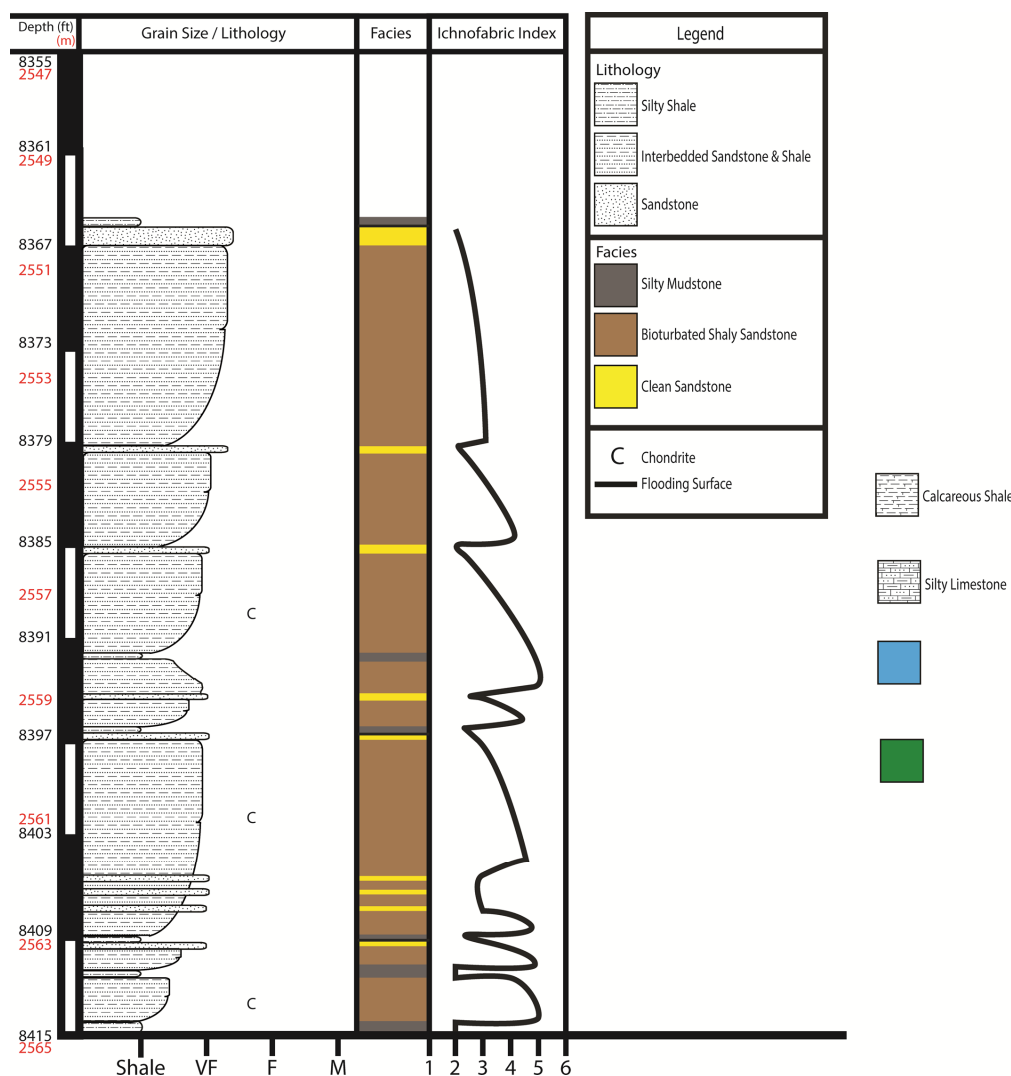 Depth (ft)
(m)
Grain Size / Lithology
Facies
Ichnofabric Index
Legend
8355
2547
8361
2549
8367
2551
8373
2553
8379
2555
8385
2557
8391
2559
8397
2561
8403
8409
2563
8415
2565
C
C
C
Shale
VF
F
M
1
2
3
4
5
6
Lithology
Silty Shale
Interbedded Sandstone & Shale
Sandstone
Facies
Silty Mudstone
Bioturbated Shaly Sandstone
Clean Sandstone
C Chondrite
Flooding Surface
Calcareous Shale
Silty Limestone